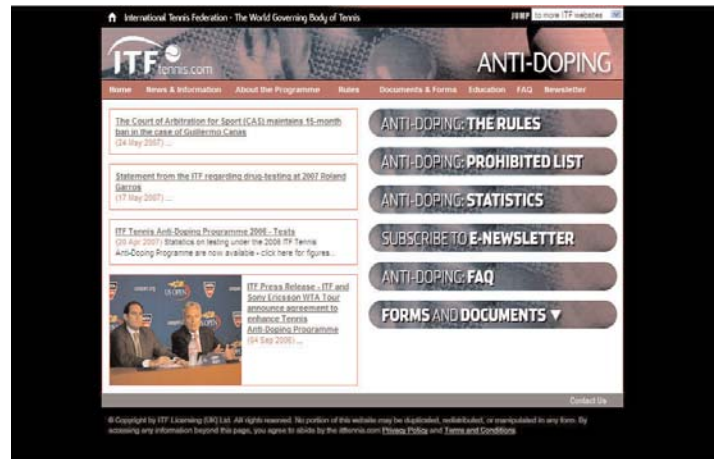 International Tennis Federation - The World Governing Body of Tennis
JUMP to more ITF websites
ITF tennis.com
ANTI-DOPING
Home News & Information About the Programme Rules Documents & Forms Education FAQ Newsletter
The Court of Arbitration for Sport (CAS) maintains 15-month
ban in the case of Guillermo Canas
(24 May 2007) ...
Statement from the ITF regarding drug-testing at 2007 Roland
Garros
(17 May 2007) ...
ITF Tennis Anti-Doping Programme 2006 - Tests
(20 Apr 2007) Statistics on testing under the 2006 ITF Tennis
Anti-Doping Programme are now available - click here for figures...
US OPEN
ITF Press Release - ITF and
Sony Ericsson WTA Tour
announce agreement to
enhance Tennis
Anti-Doping Programme
(04 Sep 2006) ...
ANTI-DOPING: THE RULES
ANTI-DOPING: PROHIBITED LIST
ANTI-DOPING: STATISTICS
SUBSCRIBE TO E-NEWSLETTER
ANTI-DOPING: FAQ
FORMS AND DOCUMENTS ▼
Contact Us
© Copyright by ITF Licensing (UK) Ltd. All rights reserved. No portion of this website may be duplicated, redistributed, or manipulated in any form. By
accessing any information beyond this page, you agree to abide by the itftennis.com Privacy Policy and Terms and Conditions